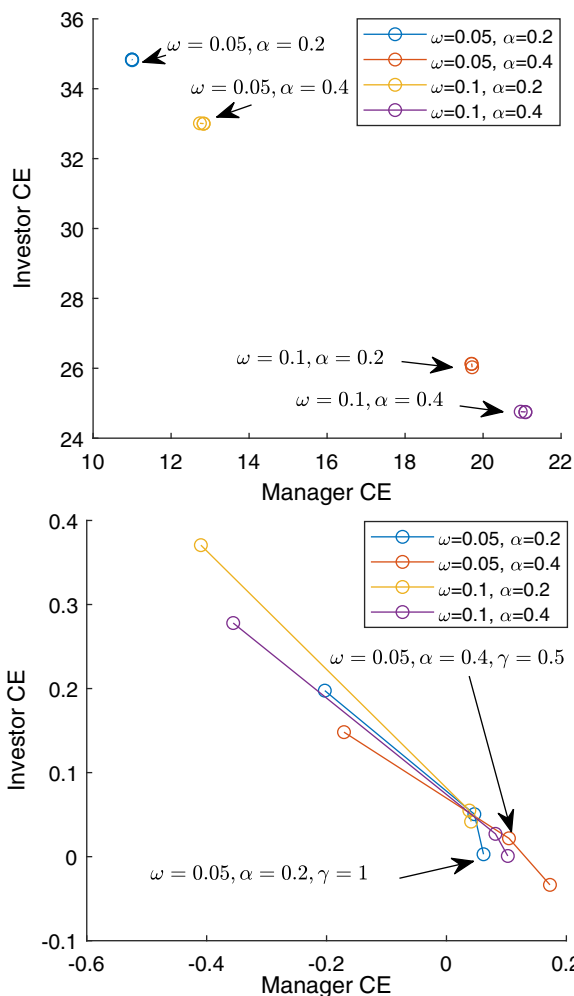 36
34
32
30
28
26
24
Investor CE
ω = 0.05, α = 0.2
ω = 0.05, α = 0.4
ω=0.05, α=0.2
ω=0.05, α=0.4
ω=0.1, α=0.2
ω=0.1, α=0.4
ω = 0.1, α = 0.2
ω = 0.1, α = 0.4
10 12 14 16 18 20 22
Manager CE
0.4
0.3
0.2
0.1
0
-0.1
Investor CE
ω=0.05, α=0.2
ω=0.05, α=0.4
ω=0.1, α=0.2
ω=0.1, α=0.4
ω = 0.05, α = 0.4, γ = 0.5
ω = 0.05, α = 0.2, γ = 1
-0.6 -0.4 -0.2 0 0.2
Manager CE